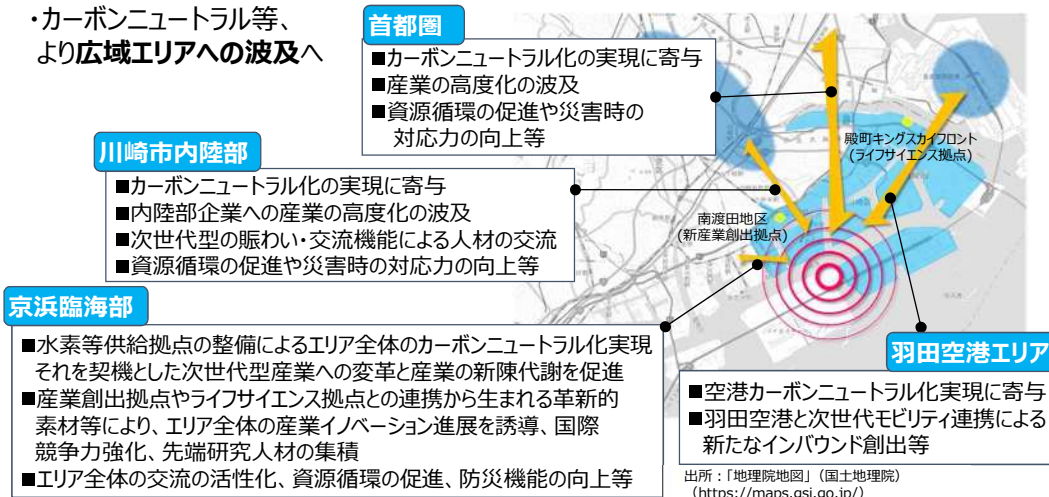 ・カーボンニュートラル等、
より広域エリアへの波及へ
首都圏
■カーボンニュートラル化の実現に寄与
■産業の高度化の波及
■資源循環の促進や災害時の
対応力の向上等
殿町キングスカイフロント
(ライフサイエンス拠点)
川崎市内陸部
■カーボンニュートラル化の実現に寄与
■内陸部企業への産業の高度化の波及
■次世代型の賑わい・交流機能による人材の交流
■資源循環の促進や災害時の対応力の向上等
南渡田地区
(新産業創出拠点)
京浜臨海部
■水素等供給拠点の整備によるエリア全体のカーボンニュートラル化実現
それを契機とした次世代型産業への変革と産業の新陳代謝を促進
■産業創出拠点やライフサイエンス拠点との連携から生まれる革新的
素材等により、エリア全体の産業イノベーション進展を誘導、国際
競争力強化、先端研究人材の集積
■エリア全体の交流の活性化、資源循環の促進、防災機能の向上等
羽田空港エリア
■空港カーボンニュートラル化実現に寄与
■羽田空港と次世代モビリティ連携による
新たなインバウンド創出等
出所：「地理院地図」（国土地理院）
（https://maps.gsi.go.jp/）